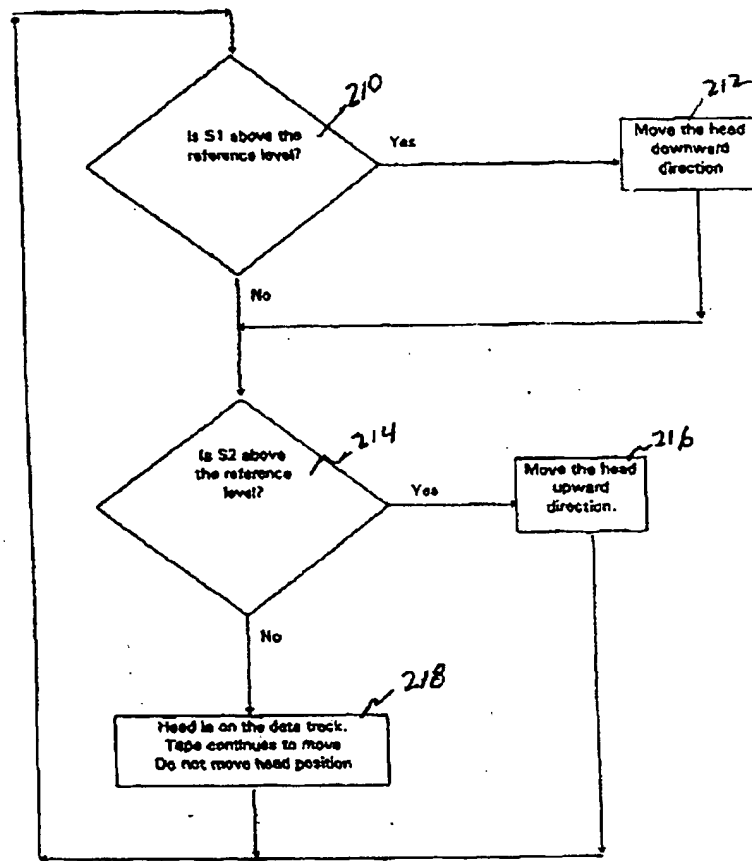 210
Is S1 above the
reference level?
Yes
212
Move the head
downward
direction
No
214
Is S2 above
the reference
level?
Yes
216
Move the head
upward
direction.
No
218
Head is on the data track.
Tape continues to move
Do not move head position